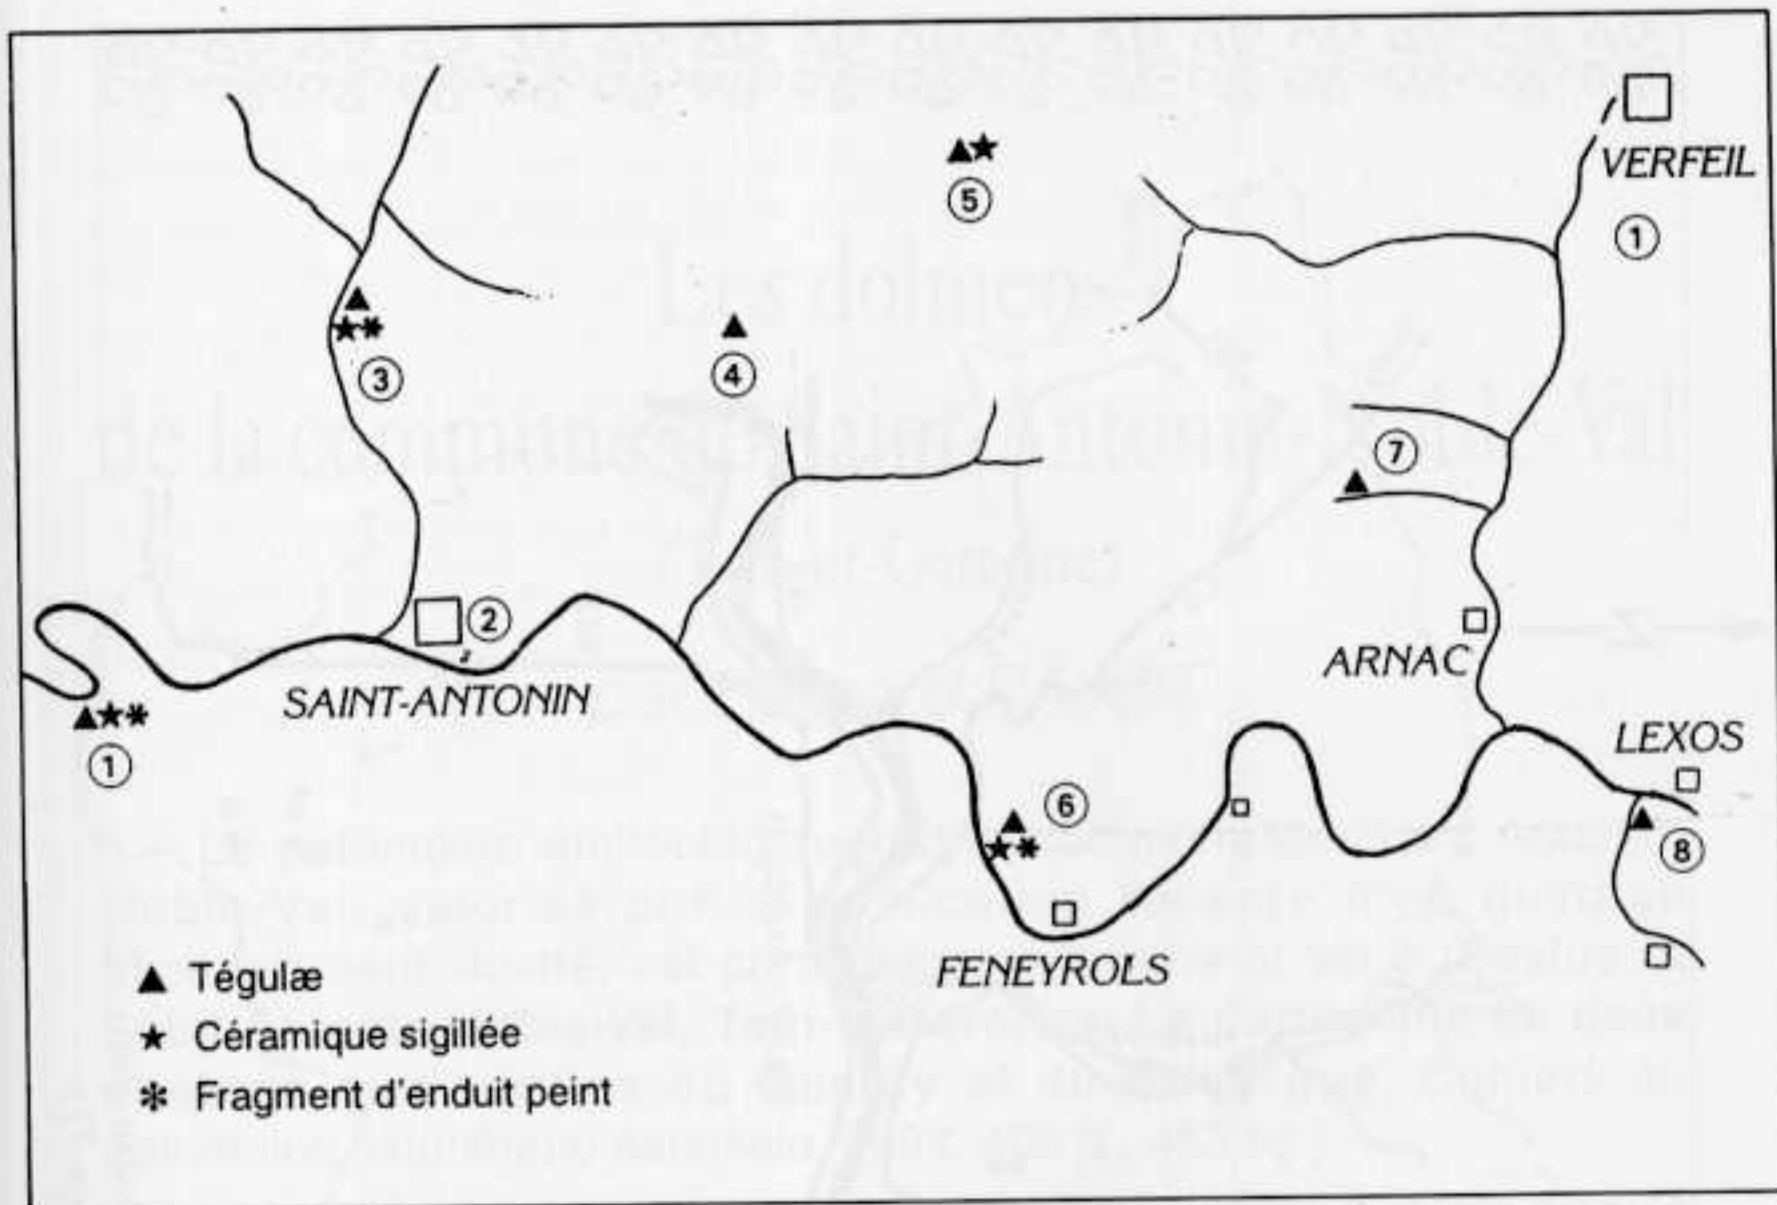 VERFEIL
①
⑤
③
④
⑦
②
SAINT-ANTONIN
ARNAC
LEXOS
①
⑥
⑧
FENEYROLS
▲ Tégulæ
★ Céramique sigillée
✻ Fragment d'enduit peint